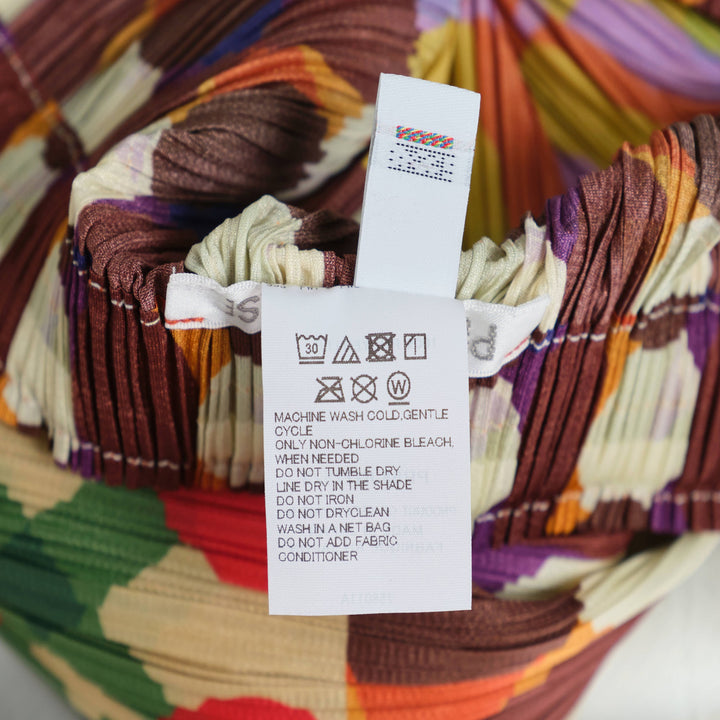 30
W
MACHINE WASH COLD,GENTLE
CYCLE
ONLY NON-CHLORINE BLEACH,
WHEN NEEDED
DO NOT TUMBLE DRY
LINE DRY IN THE SHADE
DO NOT IRON
DO NOT DRYCLEAN
WASH IN A NET BAG
DO NOT ADD FABRIC
CONDITIONER